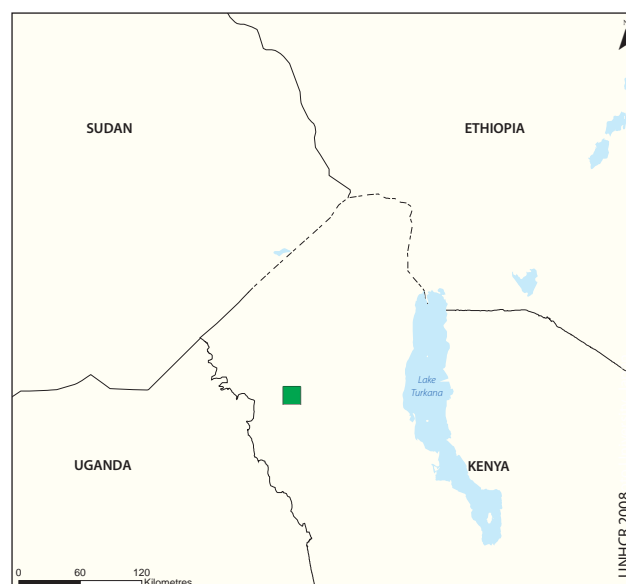 N
SUDAN
ETHIOPIA
Lake
Turkana
UGANDA
KENYA
0 60 120
Kilometres
UNHCR 2008